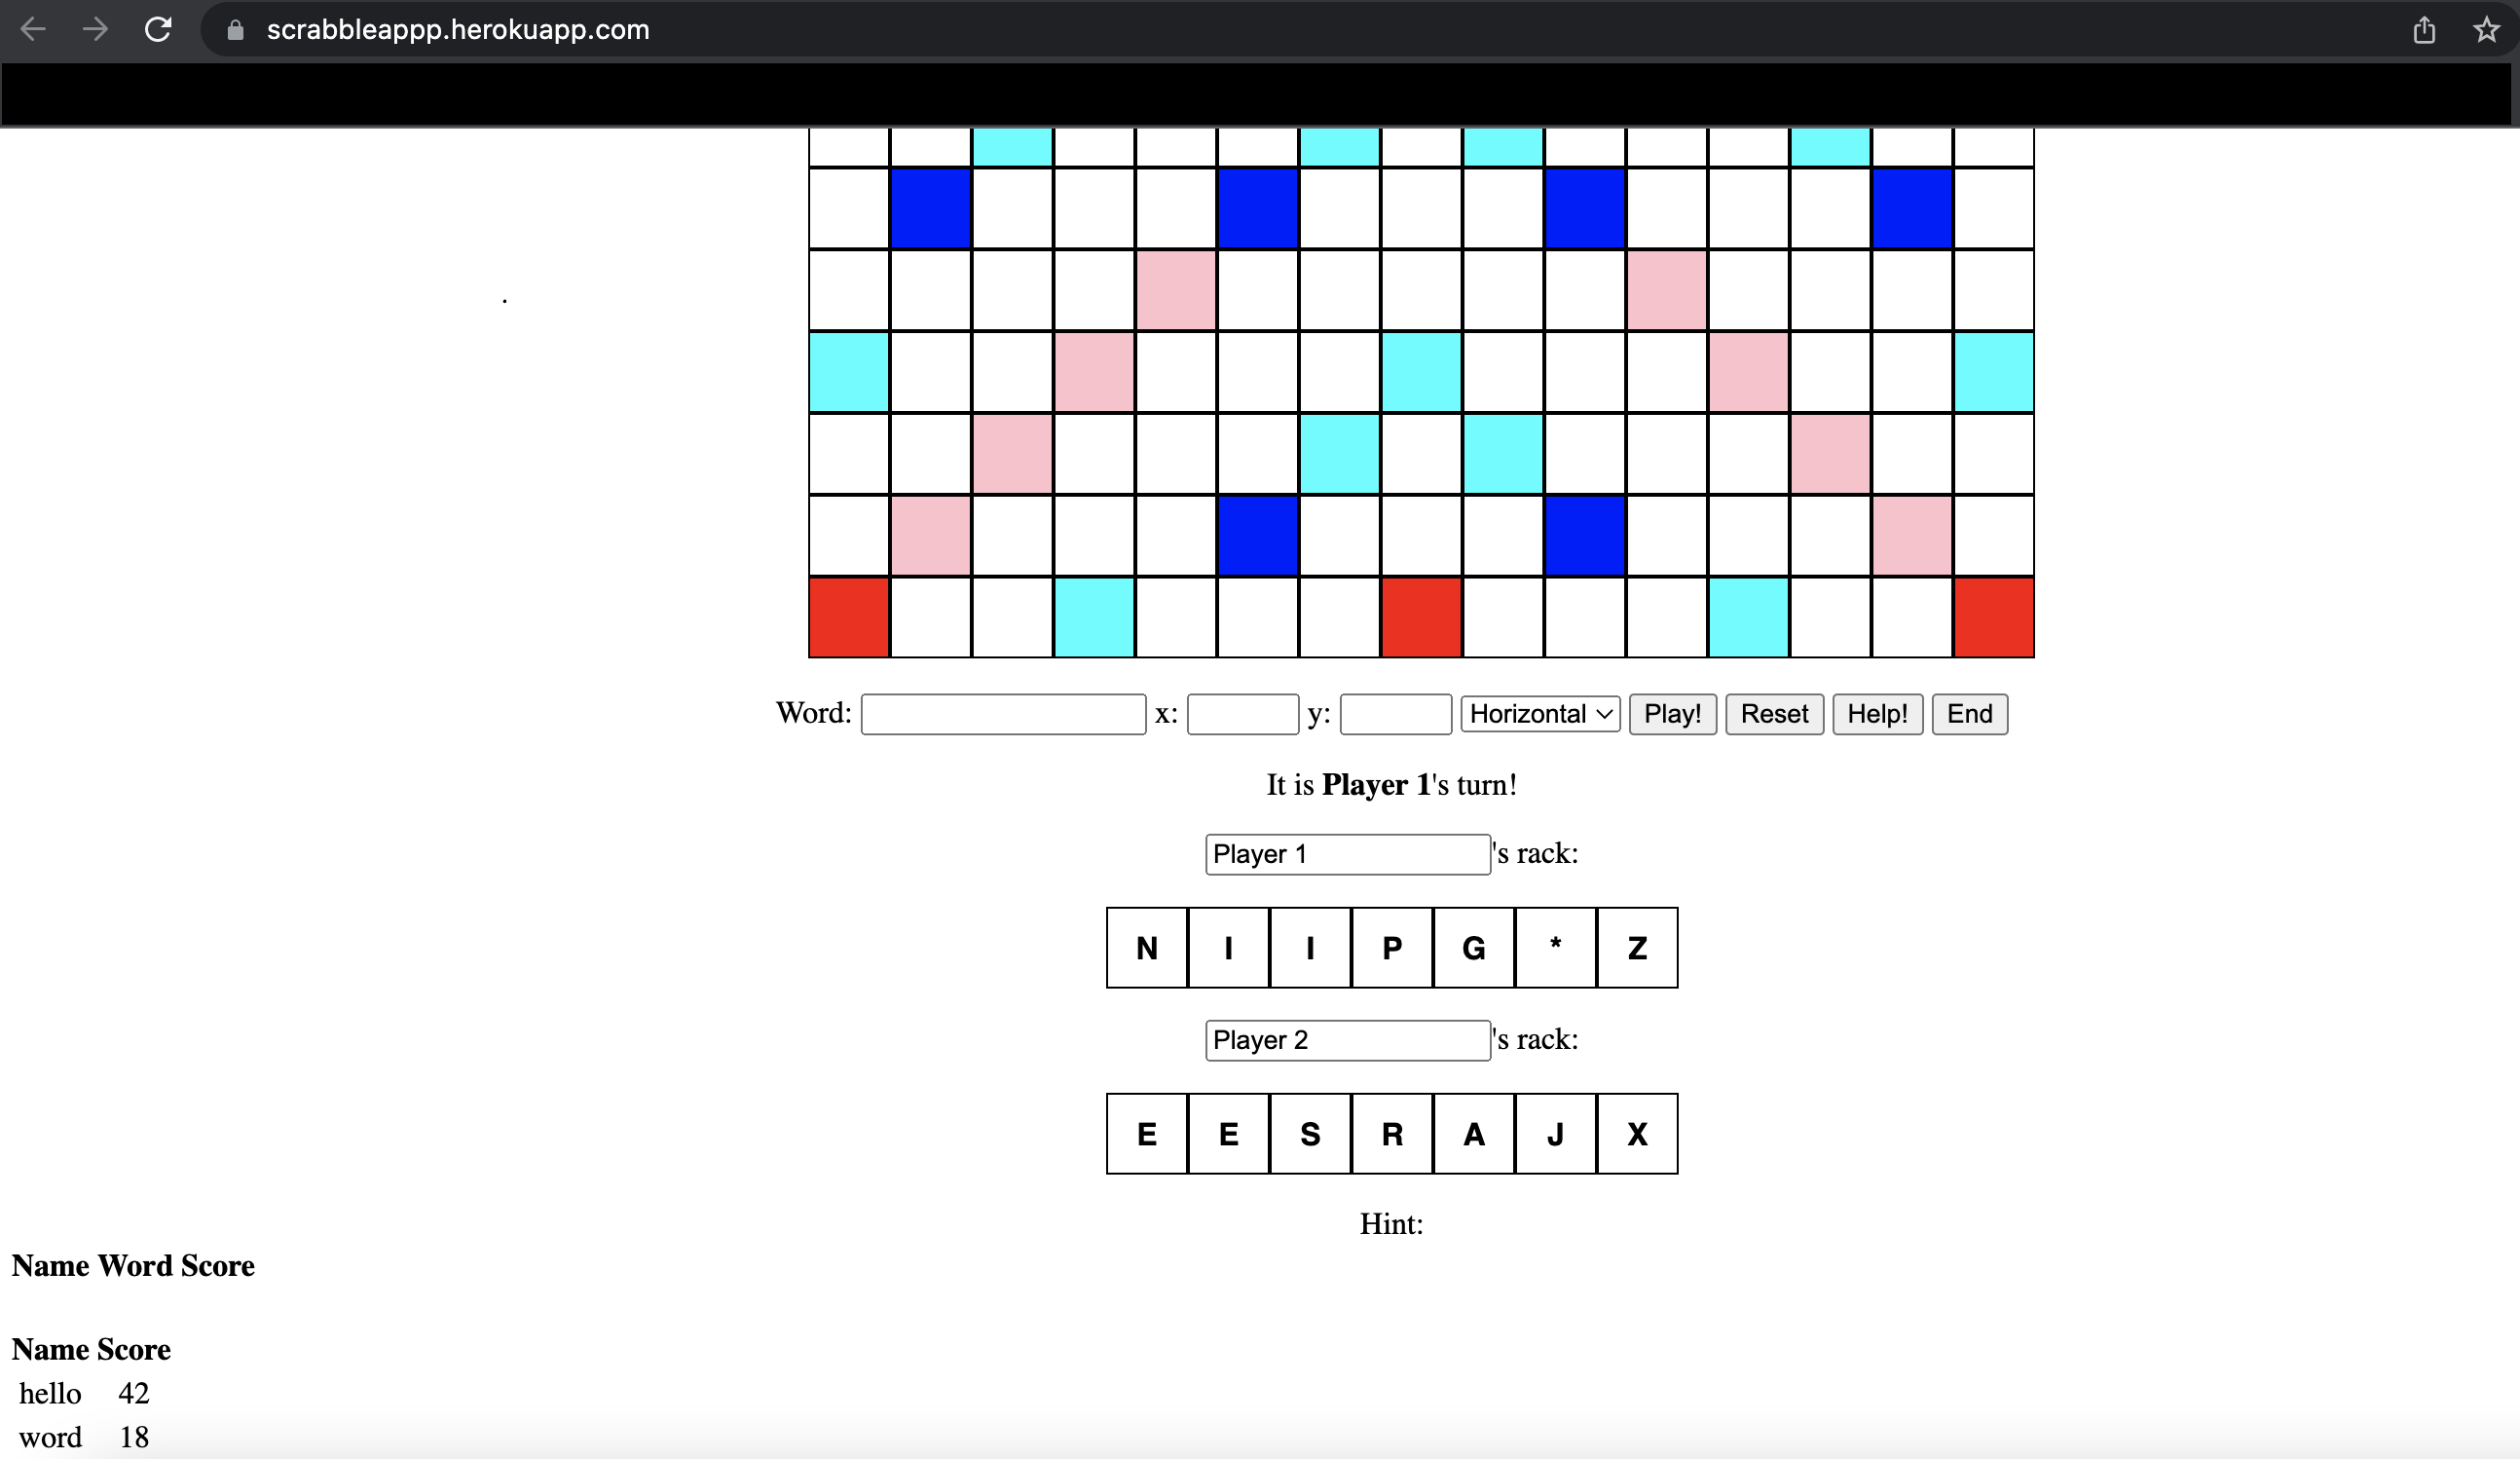 scrabbleappp.herokuapp.com
Word: x: y: Horizontal Play! Reset Help! End
It is Player 1's turn!
Player 1's rack:
N I I P G * Z
Player 2's rack:
E E S R A J X
Hint:
Name Word Score
Name Score
hello 42
word 18